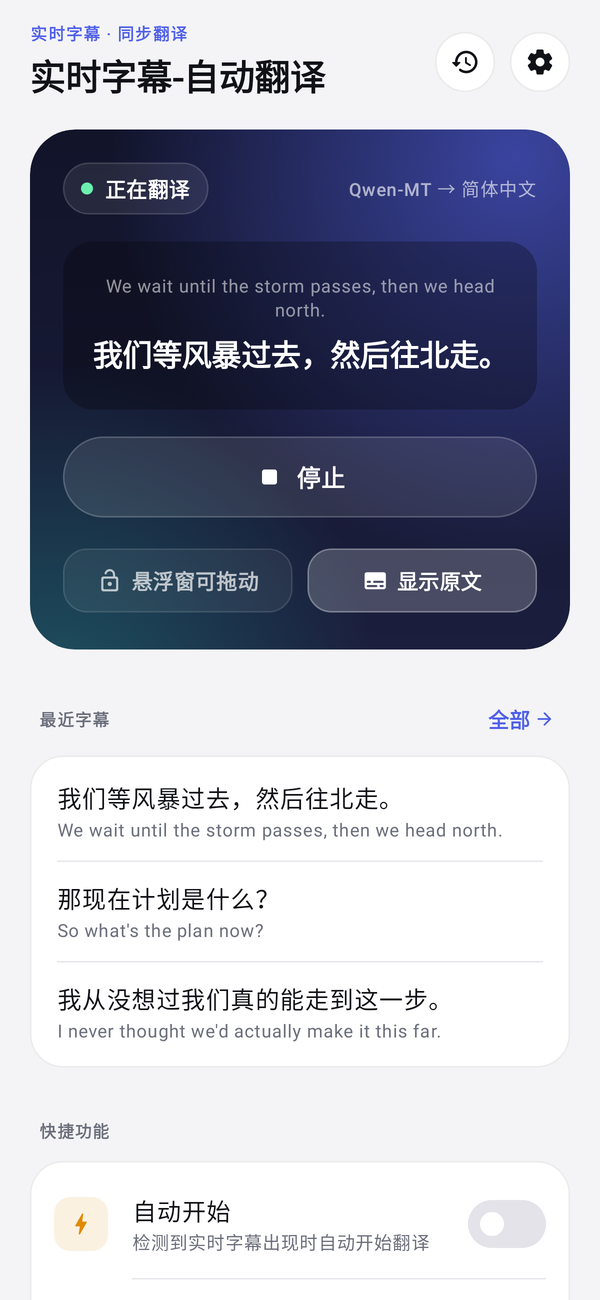 实时字幕 · 同步翻译
实时字幕-自动翻译
正在翻译
Qwen-MT → 简体中文
We wait until the storm passes, then we head
north.
我们等风暴过去，然后往北走。
停止
悬浮窗可拖动
显示原文
最近字幕
全部 →
我们等风暴过去，然后往北走。
We wait until the storm passes, then we head north.
那现在计划是什么？
So what's the plan now?
我从没想过我们真的能走到这一步。
I never thought we'd actually make it this far.
快捷功能
自动开始
检测到实时字幕出现时自动开始翻译